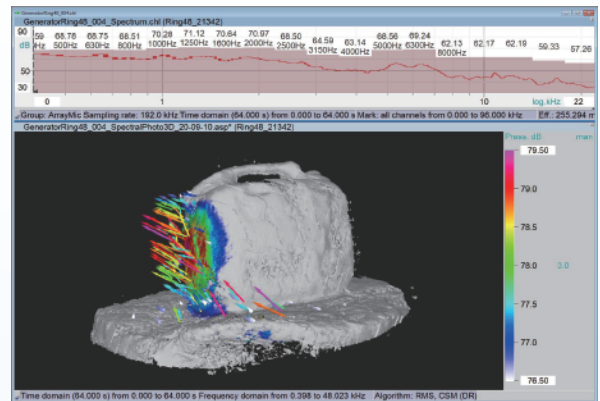 GeneratorRing48_004.chl
GeneratorRing48_004_Spectrum.chl (Ring48_21342)
90
dB
50
30
59 68.78 68.75 68.51 70.28 71.12 70.64 70.97 68.50 64.59 63.14 68.56 69.24 62.13 62.17 62.19 59.33 57.26
Hz 500Hz 630Hz 800Hz 1000Hz 1250Hz 1600Hz 2000Hz 2500Hz 3150Hz 4000Hz 5000Hz 6300Hz 8000Hz
0 1 10 log.kHz 22
Group: ArrayMic Sampling rate: 192.0 kHz Time domain (64.000 s) from 0.000 to 64.000 s Mark: all channels from 0.000 to 96.000 kHz Eff.: 255.294 m
GeneratorRing48_004_SpectralPhoto3D_20-09-10.asp* (Ring48_21342)
Press. dB man
79.50
79.0
78.5
78.0
3.0
77.5
77.0
76.50
Time domain (64.000 s) from 0.000 to 64.000 s Frequency domain from 0.398 to 48.023 kHz Algorithm: RMS, CSM (DR)